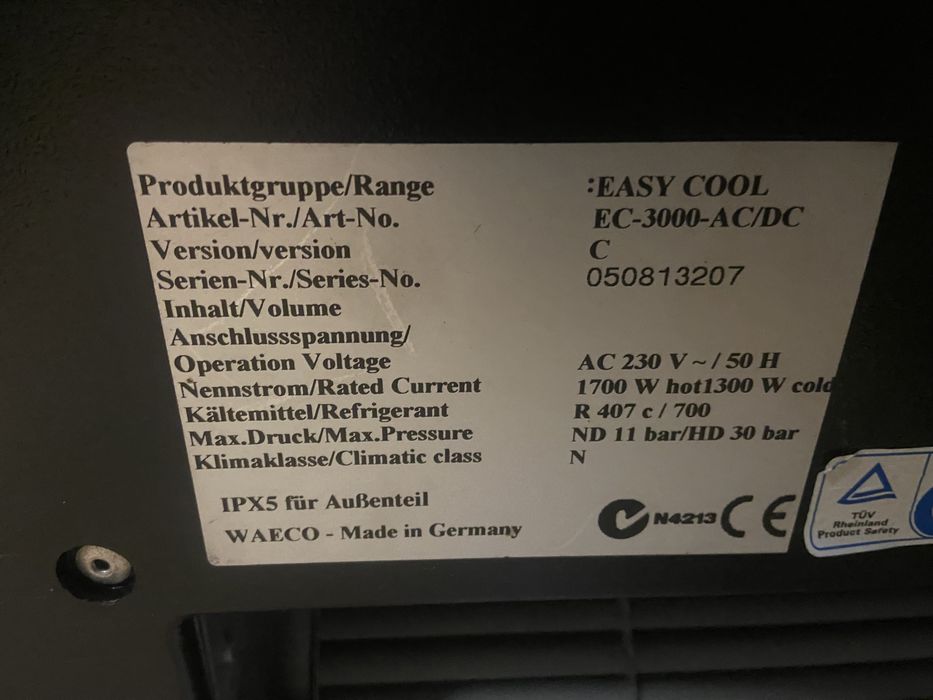 Produktgruppe/Range :EASY COOL
Artikel-Nr./Art-No. EC-3000-AC/DC
Version/version C
Serien-Nr./Series-No. 050813207
Inhalt/Volume
Anschlussspannung/
Operation Voltage AC 230 V ~ / 50 H
Nennstrom/Rated Current 1700 W hot1300 W cold
Kältemittel/Refrigerant R 407 c / 700
Max.Druck/Max.Pressure ND 11 bar/HD 30 bar
Klimaklasse/Climatic class N
IPX5 für Außenteil
WAECO - Made in Germany
N4213 CE
TÜV
Rheinland
Product Safety